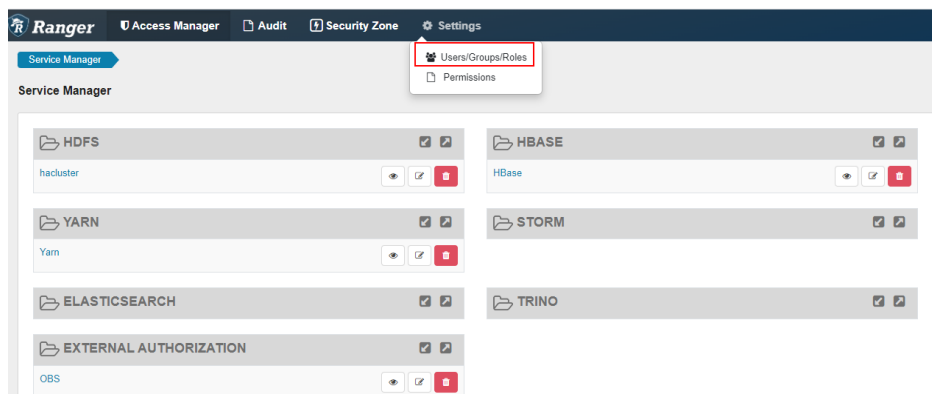 Ranger Access Manager Audit Security Zone Settings
Users/Groups/Roles
Permissions
Service Manager
Service Manager
HDFS
hacluster
HBASE
HBase
YARN
Yarn
STORM
ELASTICSEARCH
TRINO
EXTERNAL AUTHORIZATION
OBS